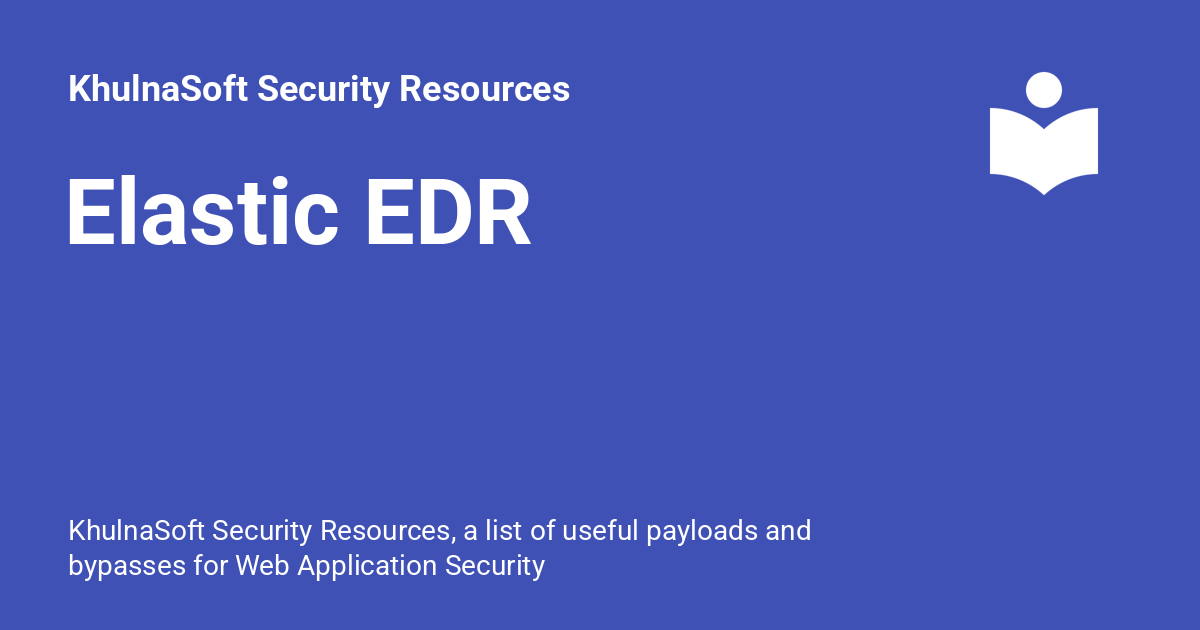 KhulnaSoft Security Resources
Elastic EDR
KhulnaSoft Security Resources, a list of useful payloads and
bypasses for Web Application Security